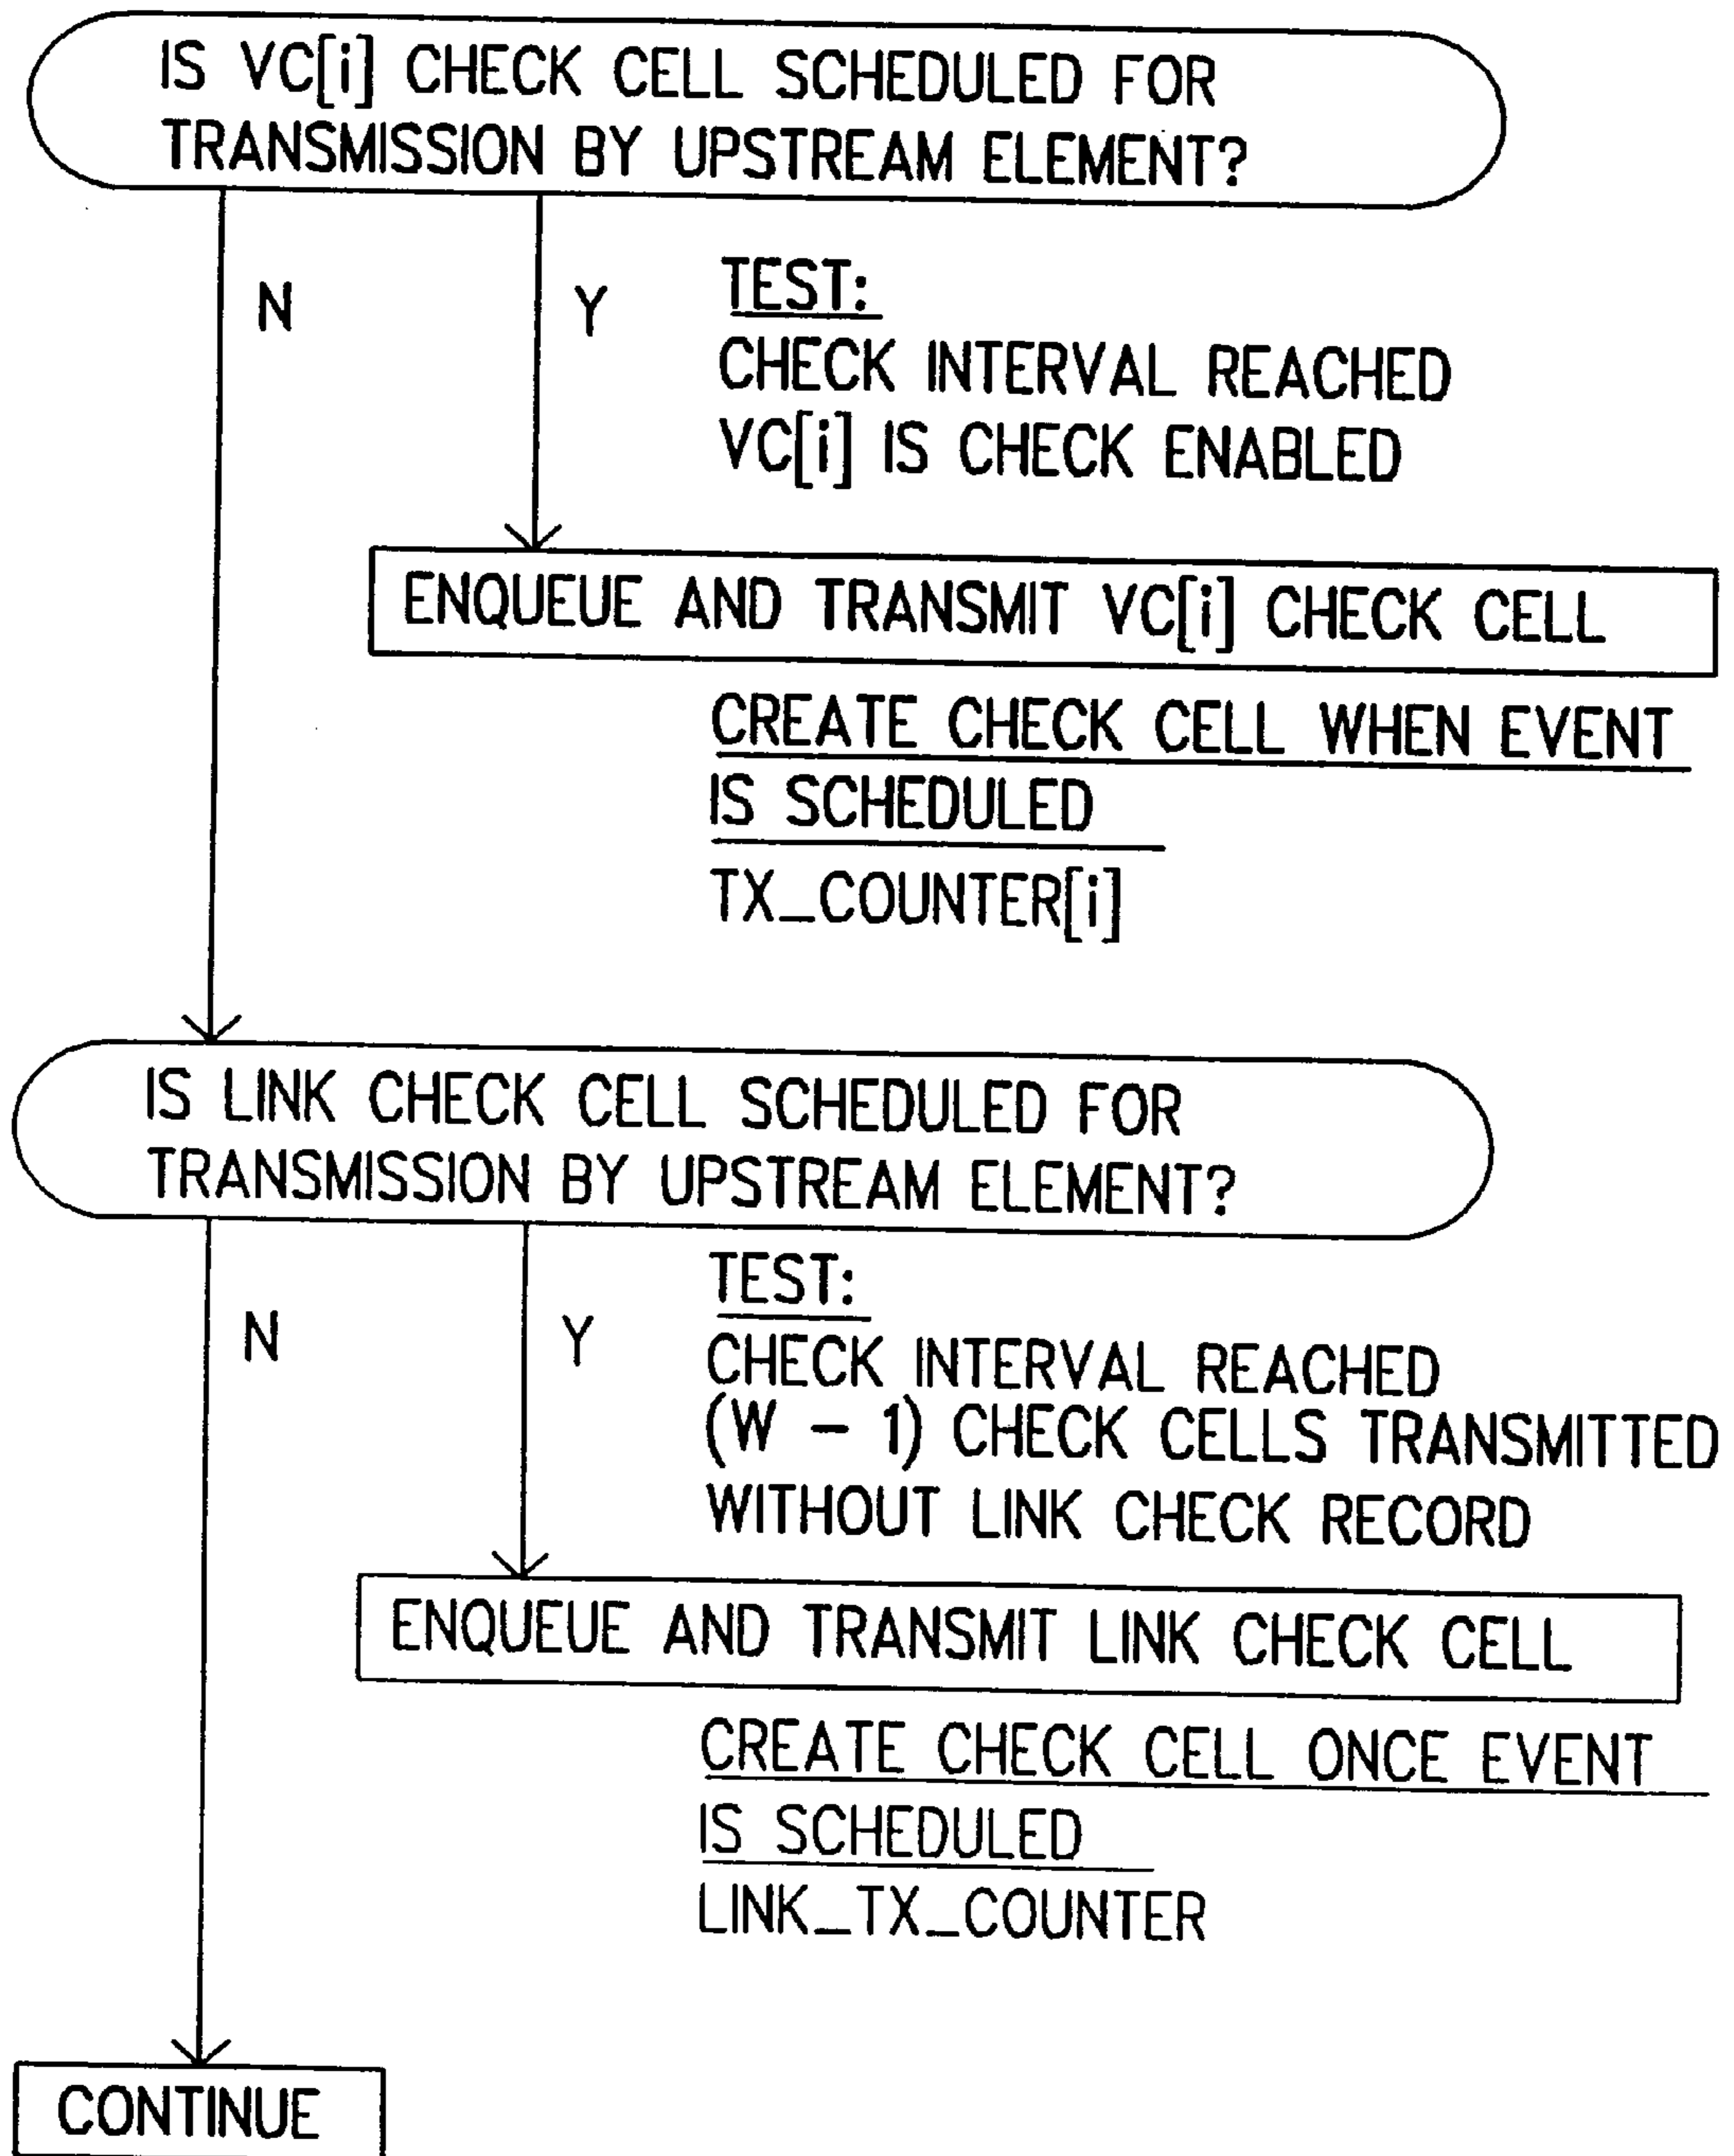 IS VC[i] CHECK CELL SCHEDULED FOR
TRANSMISSION BY UPSTREAM ELEMENT?
N
Y
TEST:
CHECK INTERVAL REACHED
VC[i] IS CHECK ENABLED
ENQUEUE AND TRANSMIT VC[i] CHECK CELL
CREATE CHECK CELL WHEN EVENT
IS SCHEDULED
TX_COUNTER[i]
IS LINK CHECK CELL SCHEDULED FOR
TRANSMISSION BY UPSTREAM ELEMENT?
N
Y
TEST:
CHECK INTERVAL REACHED
(W - 1) CHECK CELLS TRANSMITTED
WITHOUT LINK CHECK RECORD
ENQUEUE AND TRANSMIT LINK CHECK CELL
CREATE CHECK CELL ONCE EVENT
IS SCHEDULED
LINK_TX_COUNTER
CONTINUE